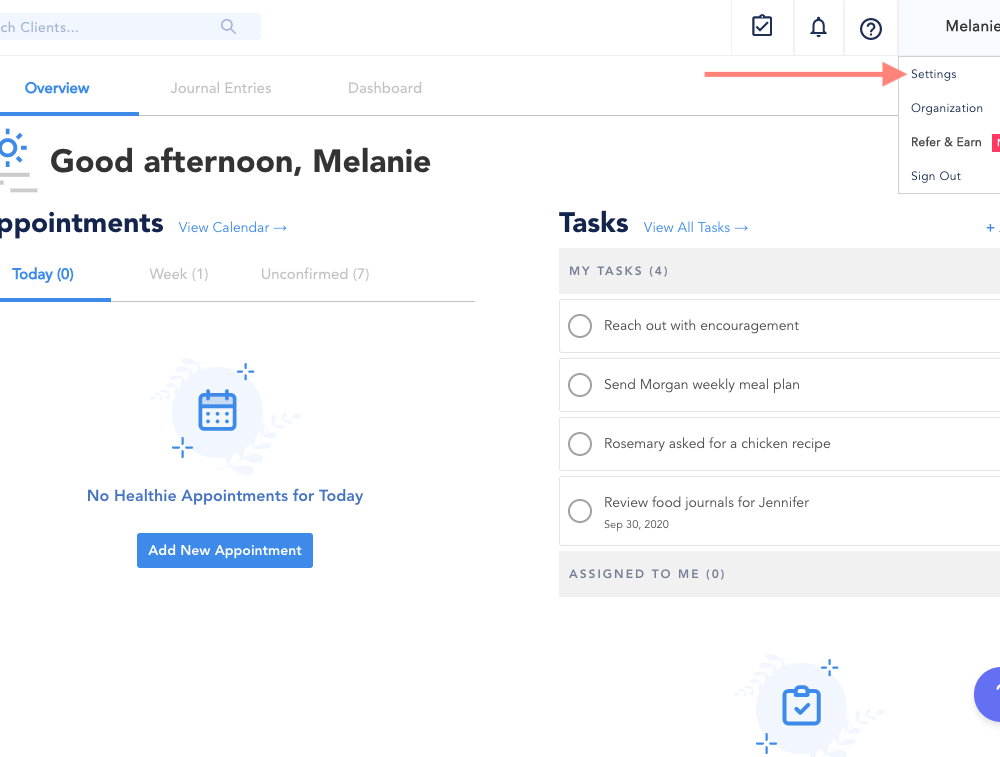 ch Clients...
Melanie
Settings
Organization
Refer & Earn
Sign Out
Overview
Journal Entries
Dashboard
Good afternoon, Melanie
ppointments
View Calendar →
Today (0)
Week (1)
Unconfirmed (7)
No Healthie Appointments for Today
Add New Appointment
Tasks
View All Tasks →
+
MY TASKS (4)
Reach out with encouragement
Send Morgan weekly meal plan
Rosemary asked for a chicken recipe
Review food journals for Jennifer
Sep 30, 2020
ASSIGNED TO ME (0)